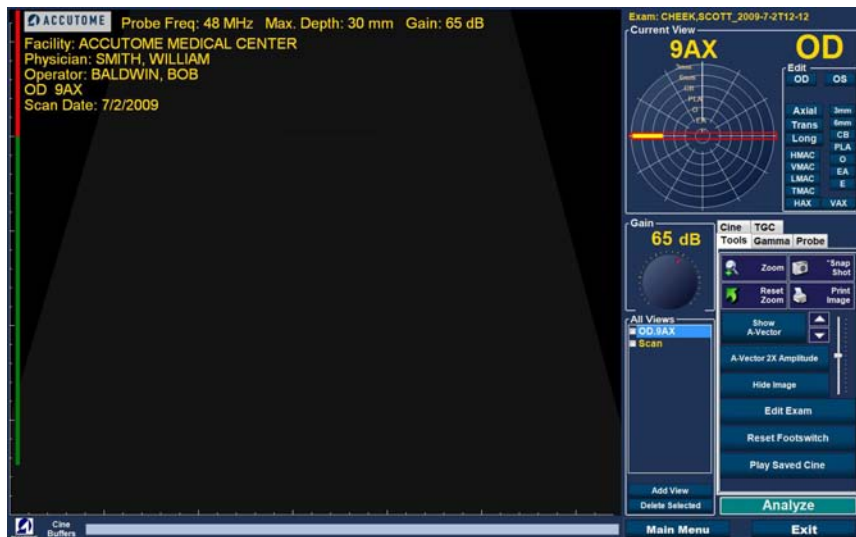 ACCUTOME Probe Freq: 48 MHz Max. Depth: 30 mm Gain: 65 dB
Facility: ACCUTOME MEDICAL CENTER
Physician: SMITH, WILLIAM
Operator: BALDWIN, BOB
OD 9AX
Scan Date: 7/2/2009
Exam: CHEEK,SCOTT_2009-7-2T12-12
Current View
9AX
OD
3mm
6mm
CB
PLA
O
EA
Edit
OD OS
Axial 3mm
Trans 6mm
Long CB
PLA
HMAC O
VMAC
LMAC EA
TMAC E
HAX VAX
Gain
65 dB
Cine TGC
Tools Gamma Probe
Zoom
"Snap Shot
Reset Zoom
Print Image
All Views
OD.9AX
Scan
Show
A-Vector
A-Vector 2X Amplitude
Hide Image
Edit Exam
Reset Footswitch
Play Saved Cine
Add View
Delete Selected
Analyze
Cine
Buffers
Main Menu
Exit